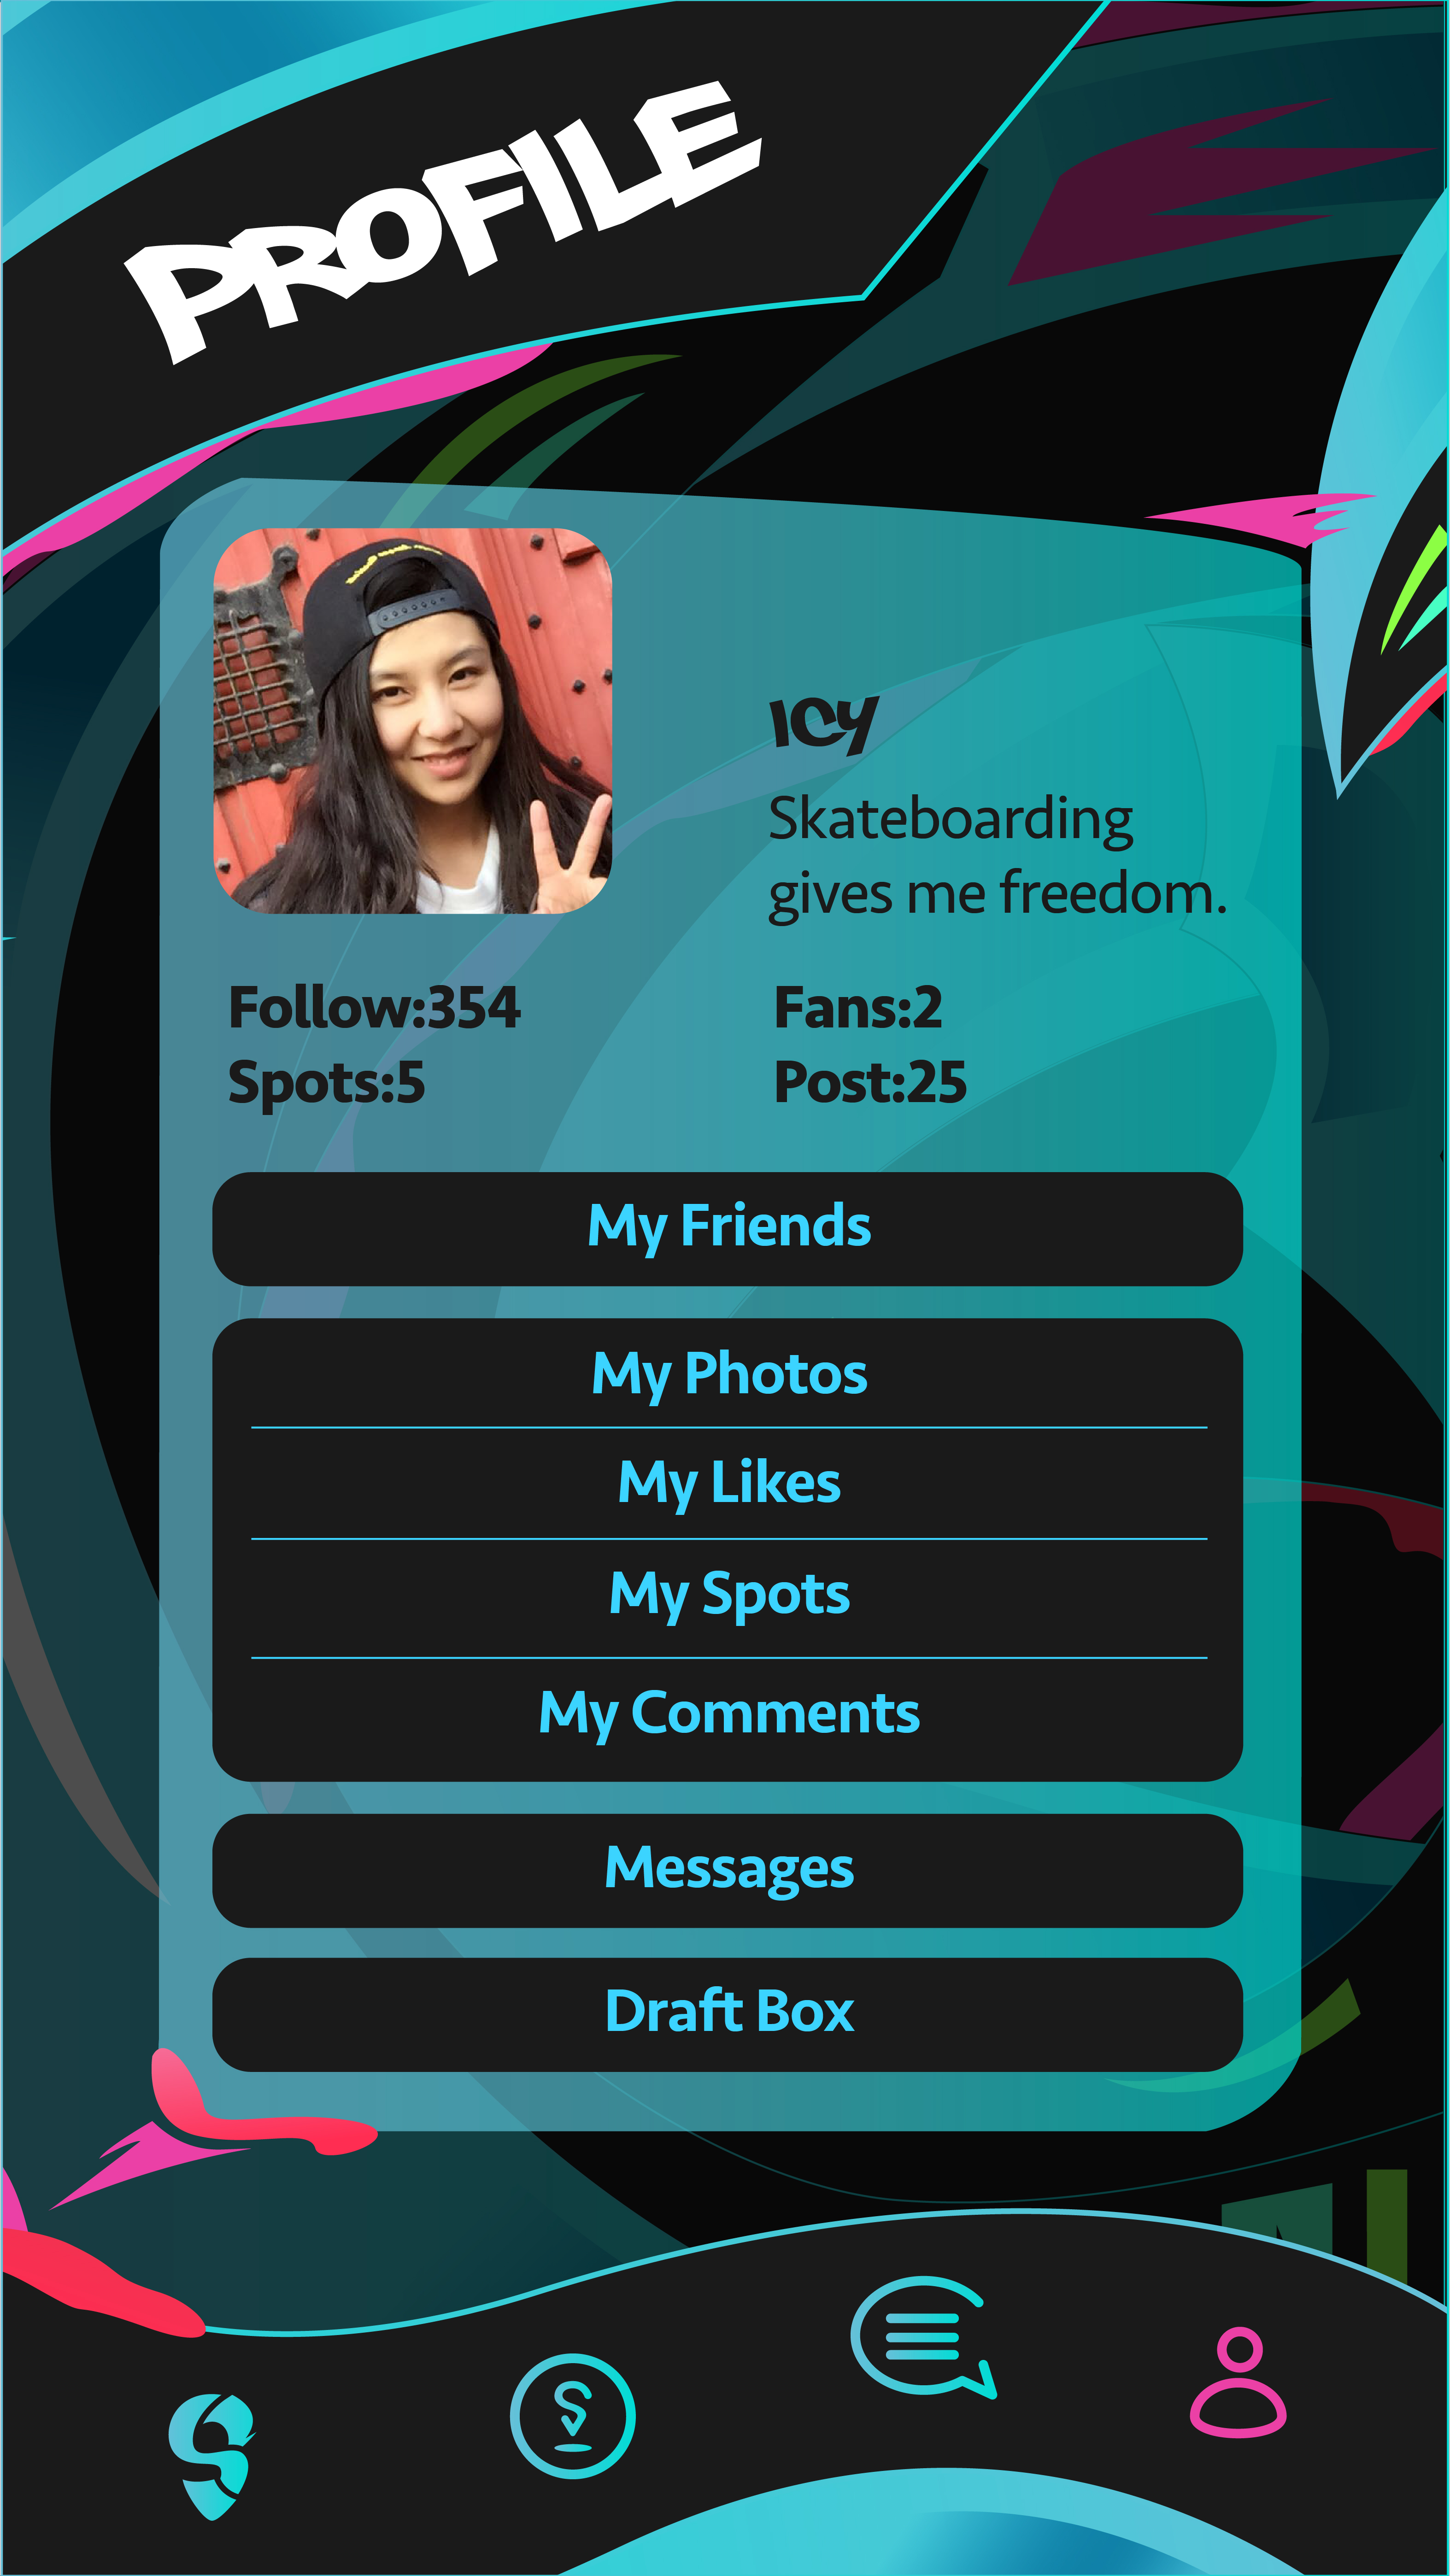 PROFILE
ICY
Skateboarding
gives me freedom.
Follow:354
Fans:2
Spots:5
Post:25
My Friends
My Photos
My Likes
My Spots
My Comments
Messages
Draft Box